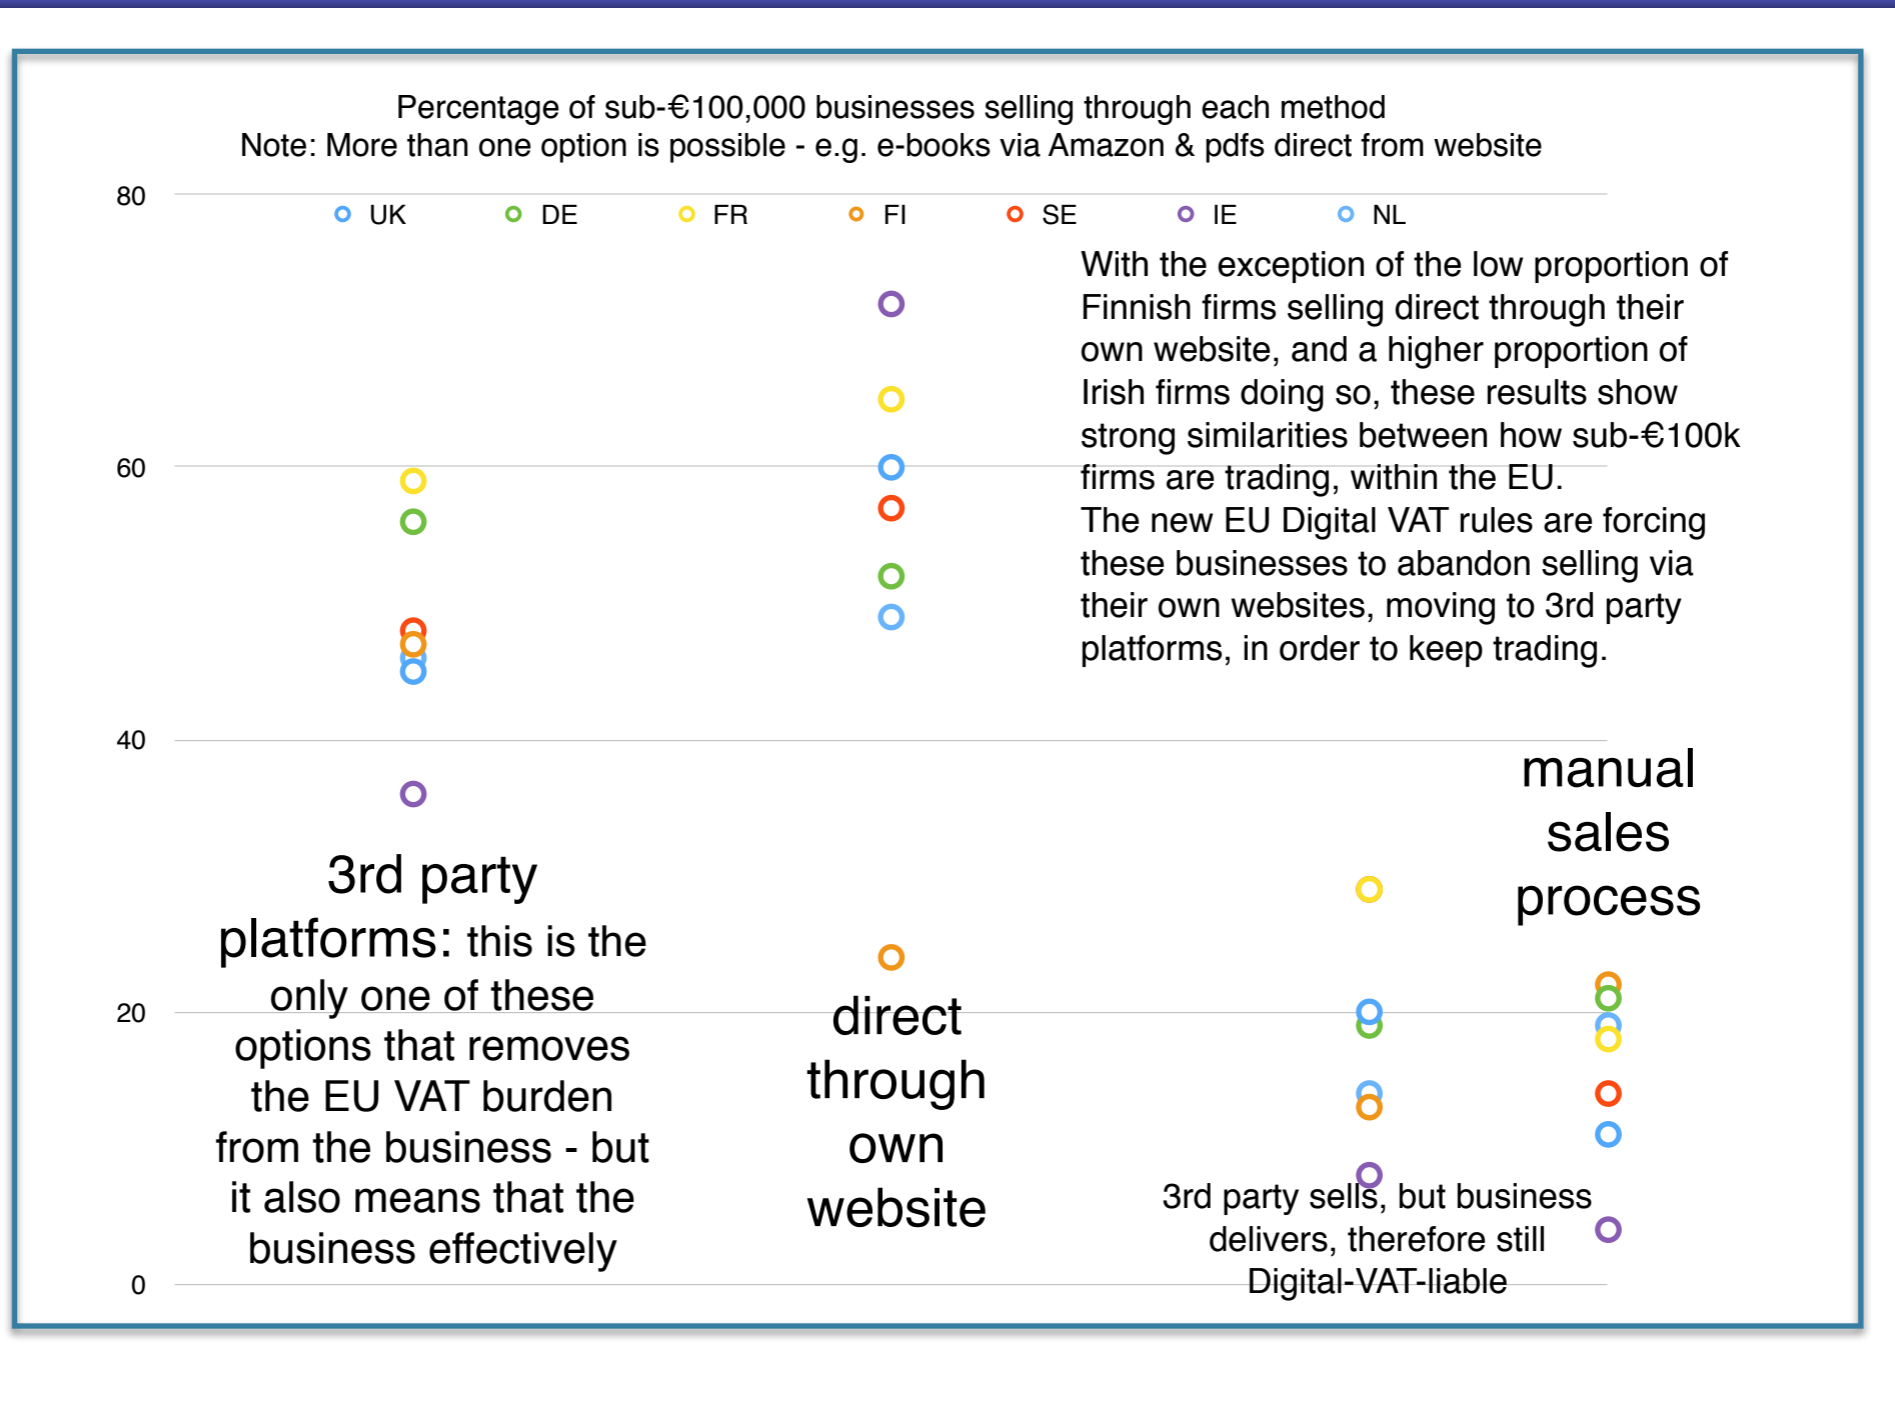 Percentage of sub-€100,000 businesses selling through each method
Note: More than one option is possible - e.g. e-books via Amazon & pdfs direct from website
80
UK DE FR FI SE IE NL
With the exception of the low proportion of
Finnish firms selling direct through their
own website, and a higher proportion of
Irish firms doing so, these results show
strong similarities between how sub-€100k
firms are trading, within the EU.
The new EU Digital VAT rules are forcing
these businesses to abandon selling via
their own websites, moving to 3rd party
platforms, in order to keep trading.
60
40
20
0
3rd party
platforms: this is the
only one of these
options that removes
the EU VAT burden
from the business - but
it also means that the
business effectively
direct
through
own
website
3rd party sells, but business
delivers, therefore still
Digital-VAT-liable
manual
sales
process